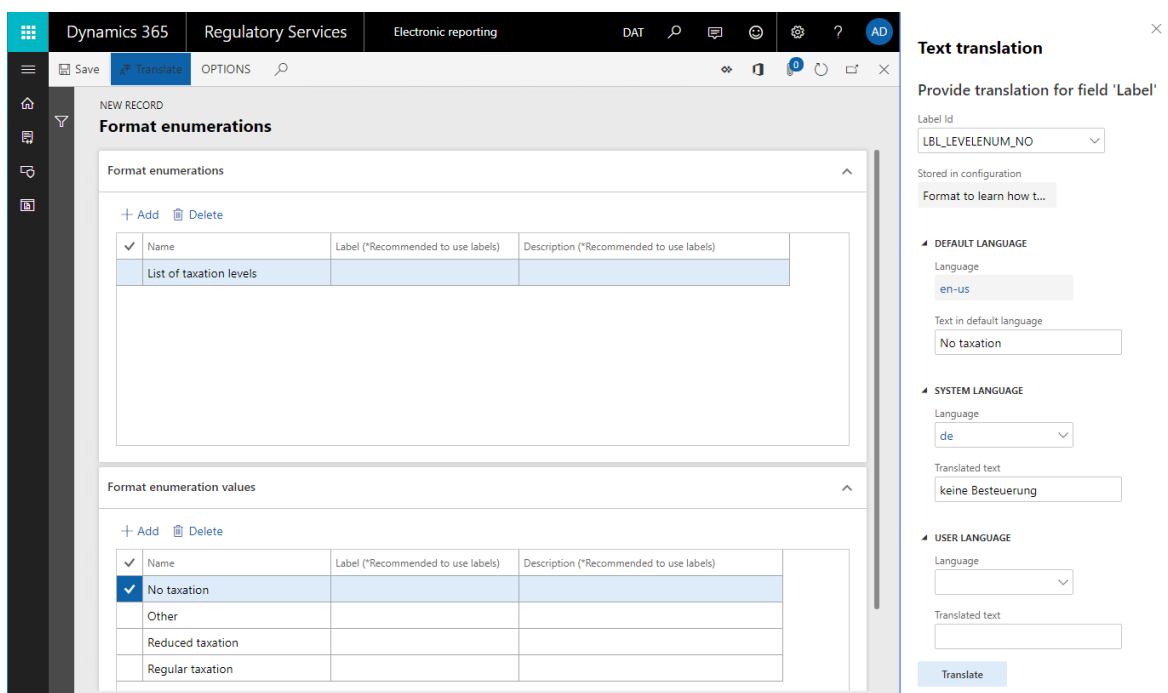 Dynamics 365 Regulatory Services Electronic reporting DAT ? AD
Save Translate OPTIONS 0
NEW RECORD
Format enumerations
Format enumerations
Add Delete
Name Label (*Recommended to use labels) Description (*Recommended to use labels)
List of taxation levels
Format enumeration values
Add Delete
Name Label (*Recommended to use labels) Description (*Recommended to use labels)
No taxation
Other
Reduced taxation
Regular taxation
Text translation
Provide translation for field 'Label'
Label Id
LBL_LEVELENUM_NO
Stored in configuration
Format to learn how t...
DEFAULT LANGUAGE
Language
en-us
Text in default language
No taxation
SYSTEM LANGUAGE
Language
de
Translated text
keine Besteuerung
USER LANGUAGE
Language
Translated text
Translate